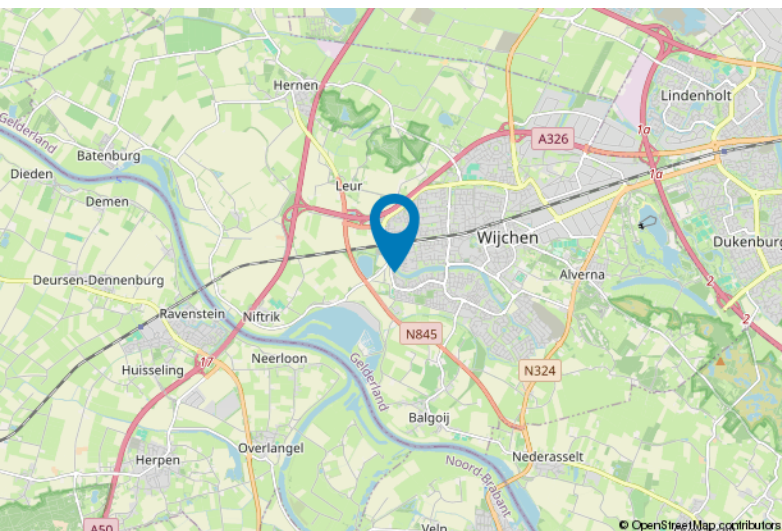 Hernen
Lindenholt
1a
A326
Gelderland
Batenburg
1a
Dieden
Leur
Demen
Wijchen
Dukenburg
Alverna
Deursen-Dennenburg
2
Ravenstein
Niftrik
2
N845
17
Neerloon
Gelderland
Huisseling
N324
Balgoij
Overlangel
Nederasselt
Herpen
Noord-Brabant
A50
Veln
© OpenStreetMap contributors